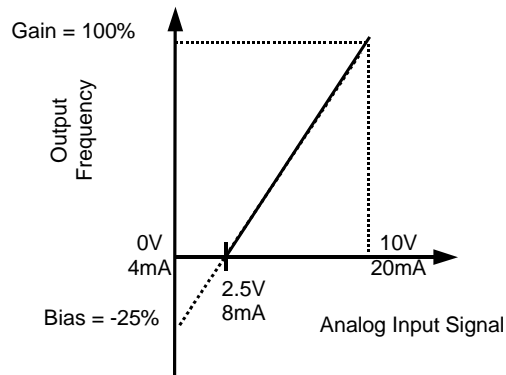 Gain = 100%
Output
Frequency
0V
4mA
10V
20mA
2.5V
8mA
Bias = -25%
Analog Input Signal